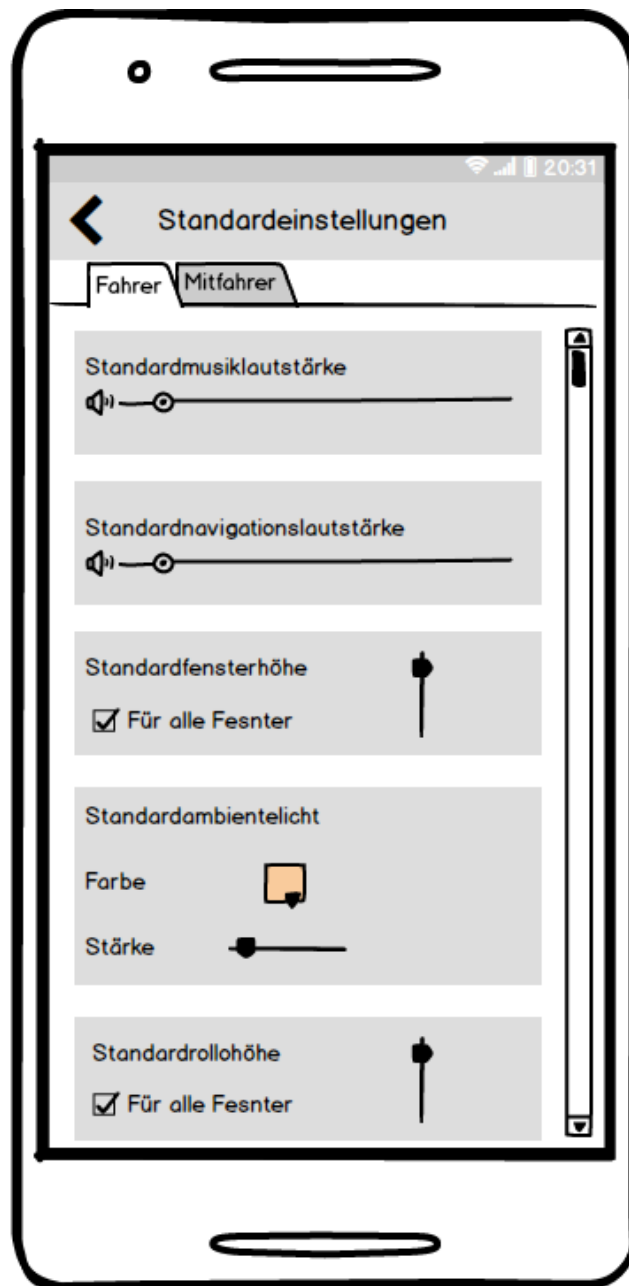 20:31
Standardeinstellungen
Fahrer Mitfahrer
Standardmusiklautstärke
Standardnavigationslautstärke
Standardfensterhöhe
Für alle Fesnter
Standardambientelicht
Farbe
Stärke
Standardrollohöhe
Für alle Fesnter